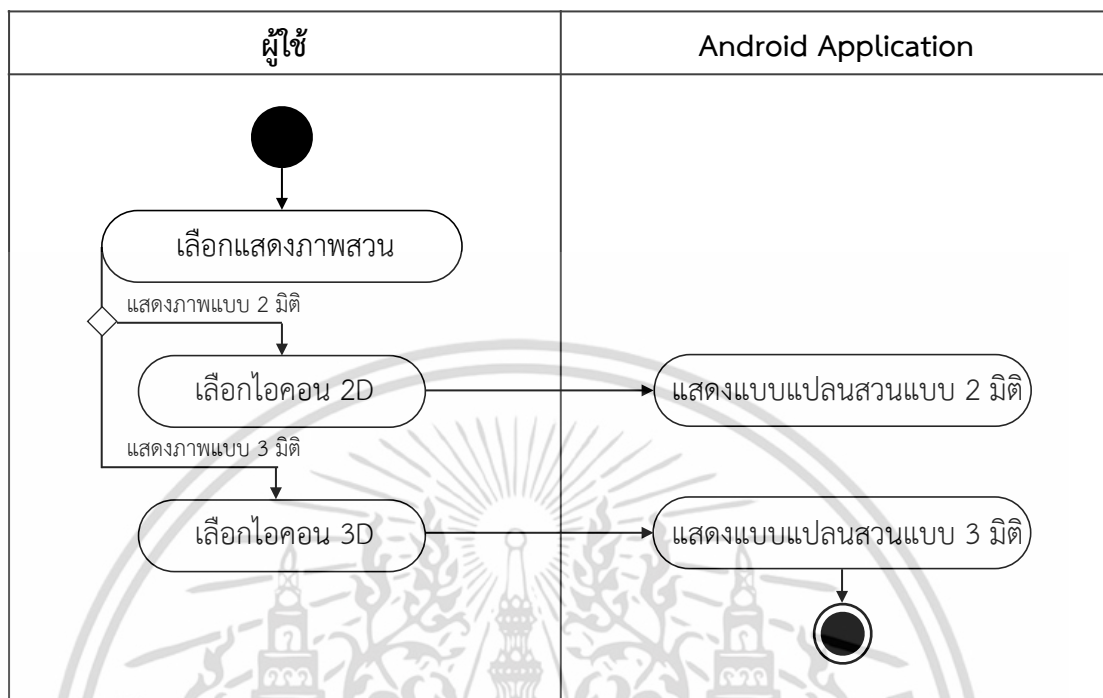 ผู้ใช้
Android Application
เลือกแสดงภาพสวน
แสดงภาพแบบ 2 มิติ
เลือกไอคอน 2D
แสดงแบบแปลนสวนแบบ 2 มิติ
แสดงภาพแบบ 3 มิติ
เลือกไอคอน 3D
แสดงแบบแปลนสวนแบบ 3 มิติ